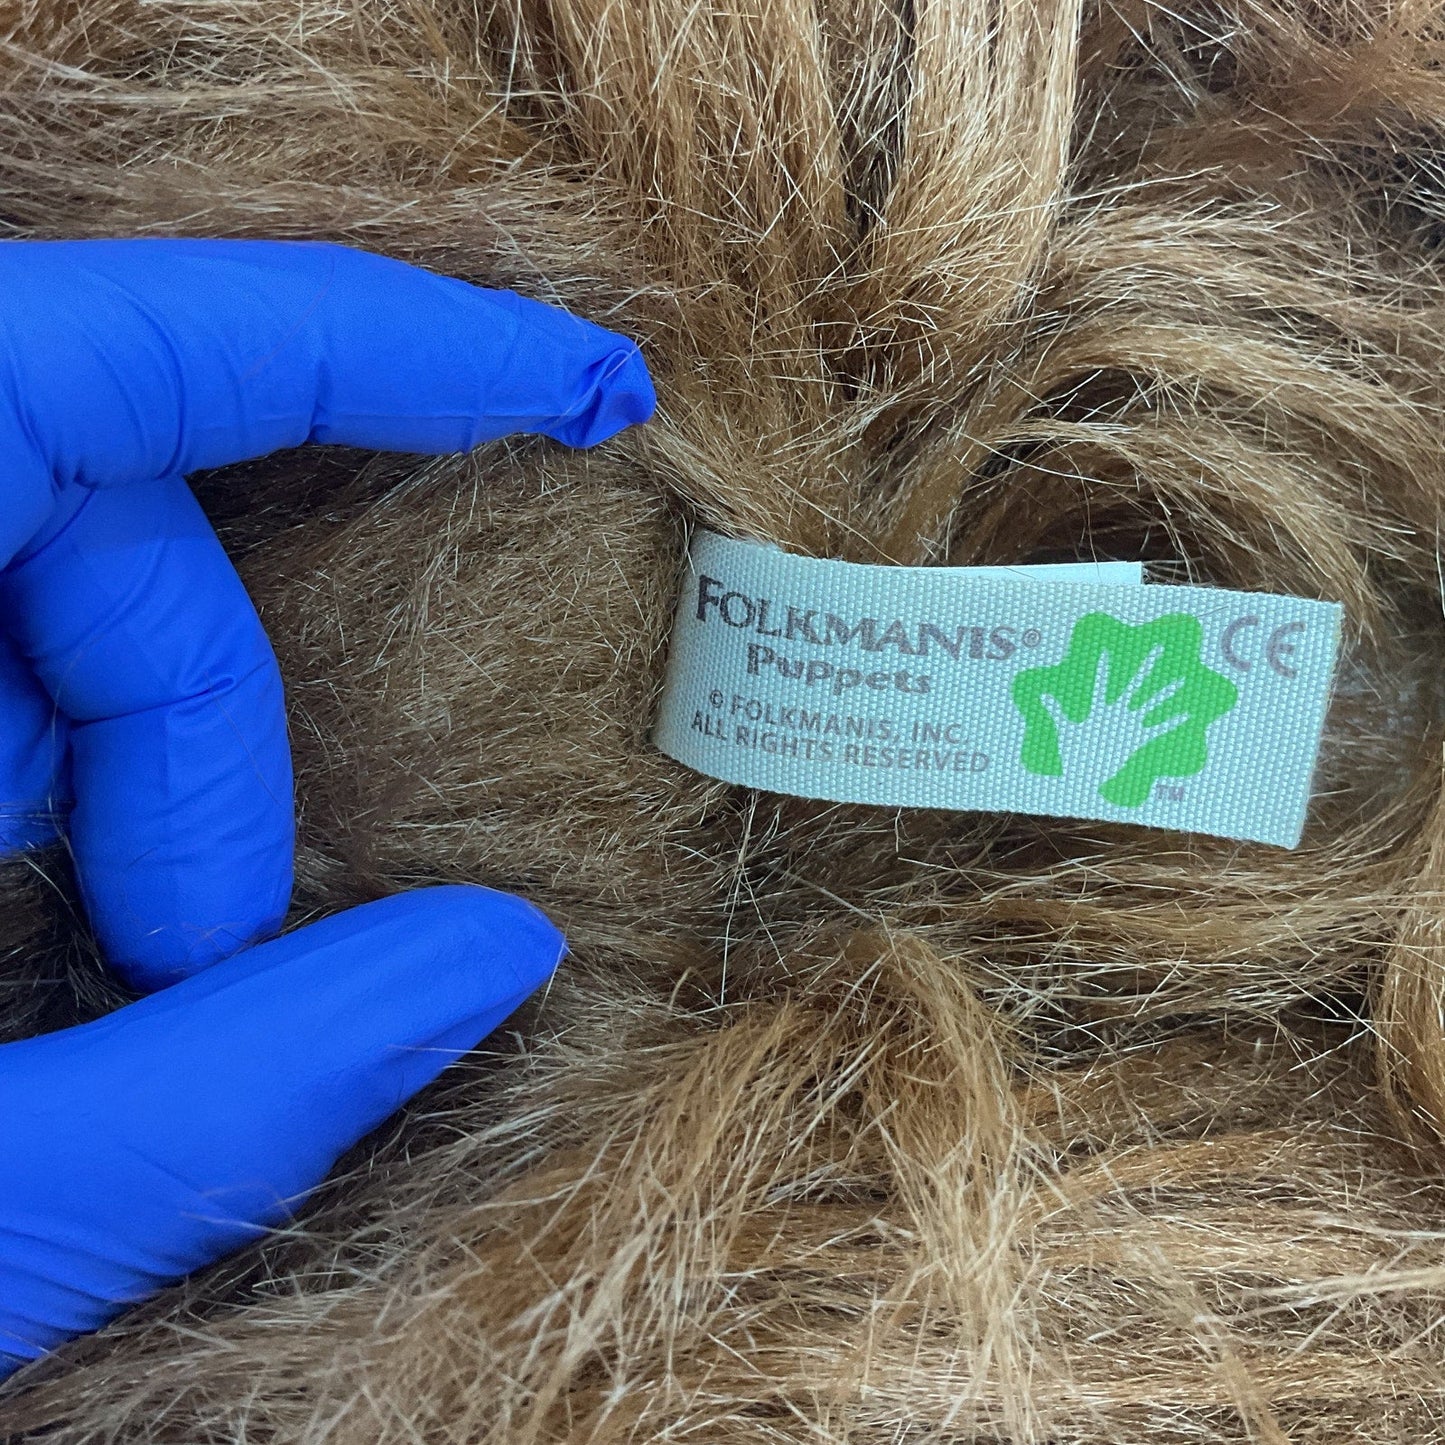 FOLKMANIS®
Puppets
© FOLKMANIS, INC.
ALL RIGHTS RESERVED
TM
CE